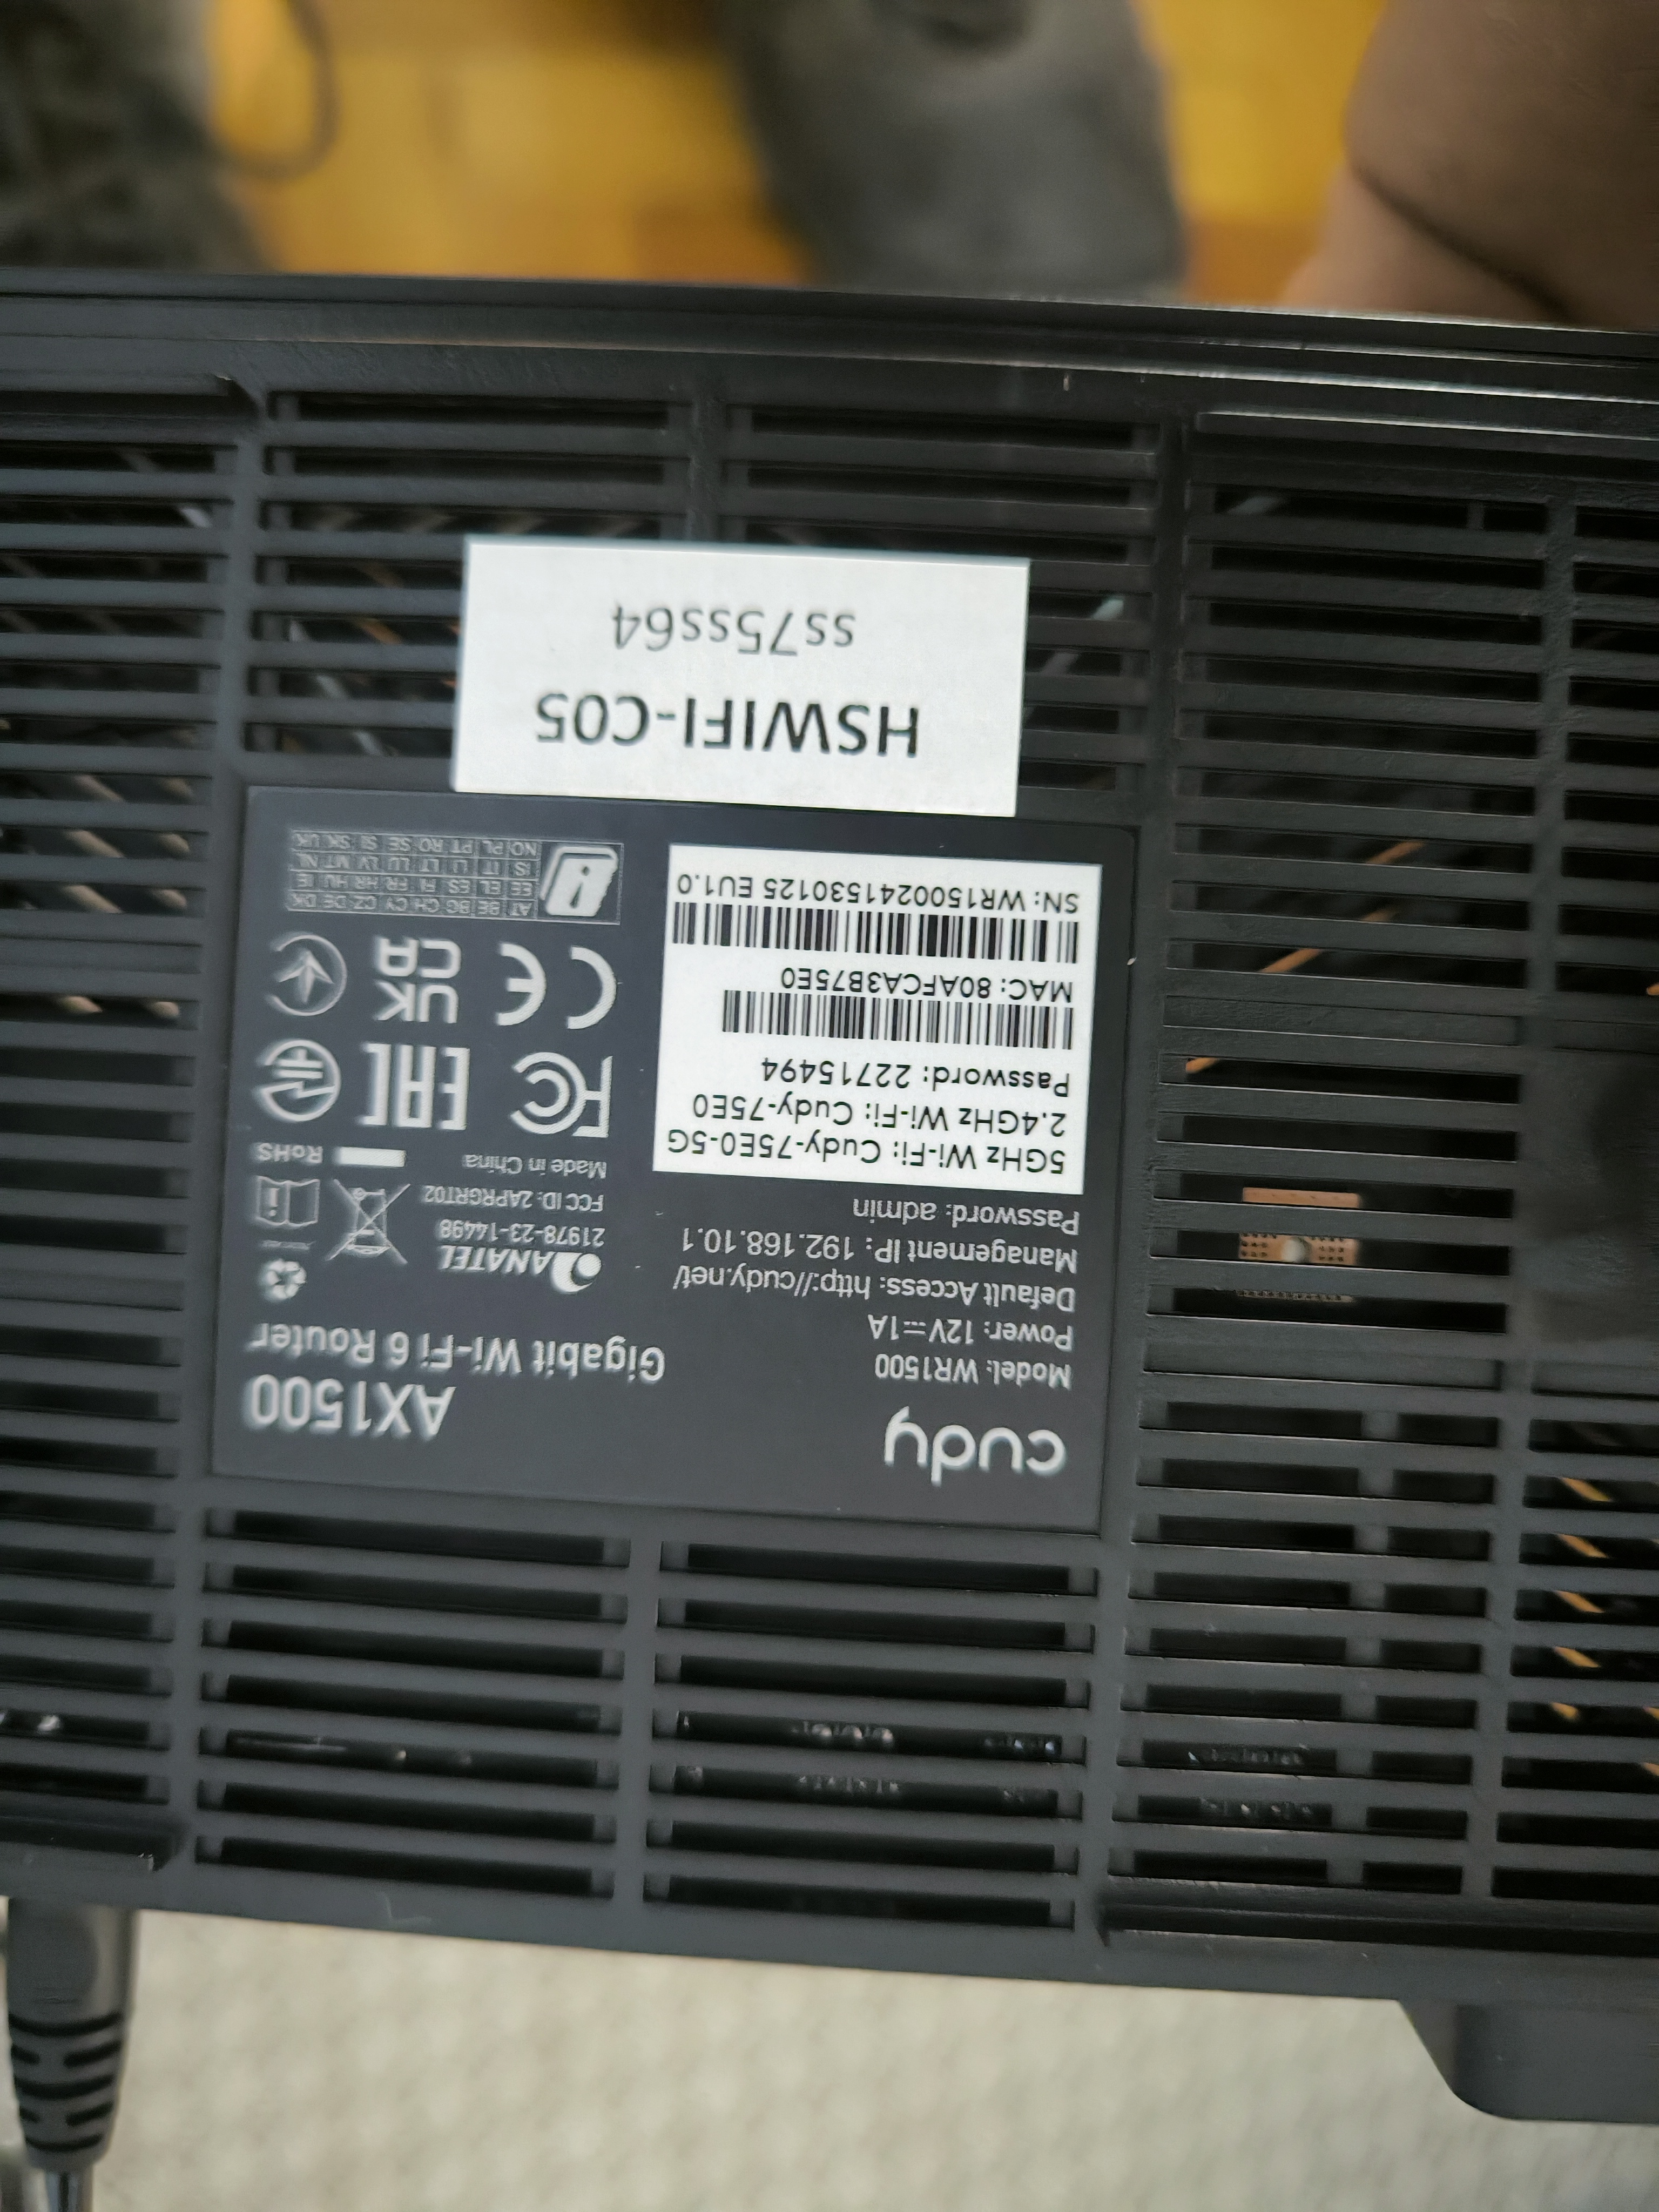 cudy
AX1500
Gigabit Wi-Fi 6 Router
Model: WR1500
Power: 12V⎓1A
Default Access: http://cudy.net/
Management IP: 192.168.10.1
Password: admin
5GHz Wi-Fi: Cudy-75E0-5G
2.4GHz Wi-Fi: Cudy-75E0
Password: 22715494
MAC: 80AFCA3B75E0
SN: WR1500241530125 EU1.0
ANATEL
21978-23-14498
FCC ID: 2APRGRT02
Made in China
RoHS
FC
EAC
CE
UK
CA
AT BE BG CH CY CZ DE DK
EE EL ES FI FR HR HU IE
IS IT LI LT LU LV MT NL
NO PL PT RO SE SI SK UK
HSWIFI-C05
ss75ss64